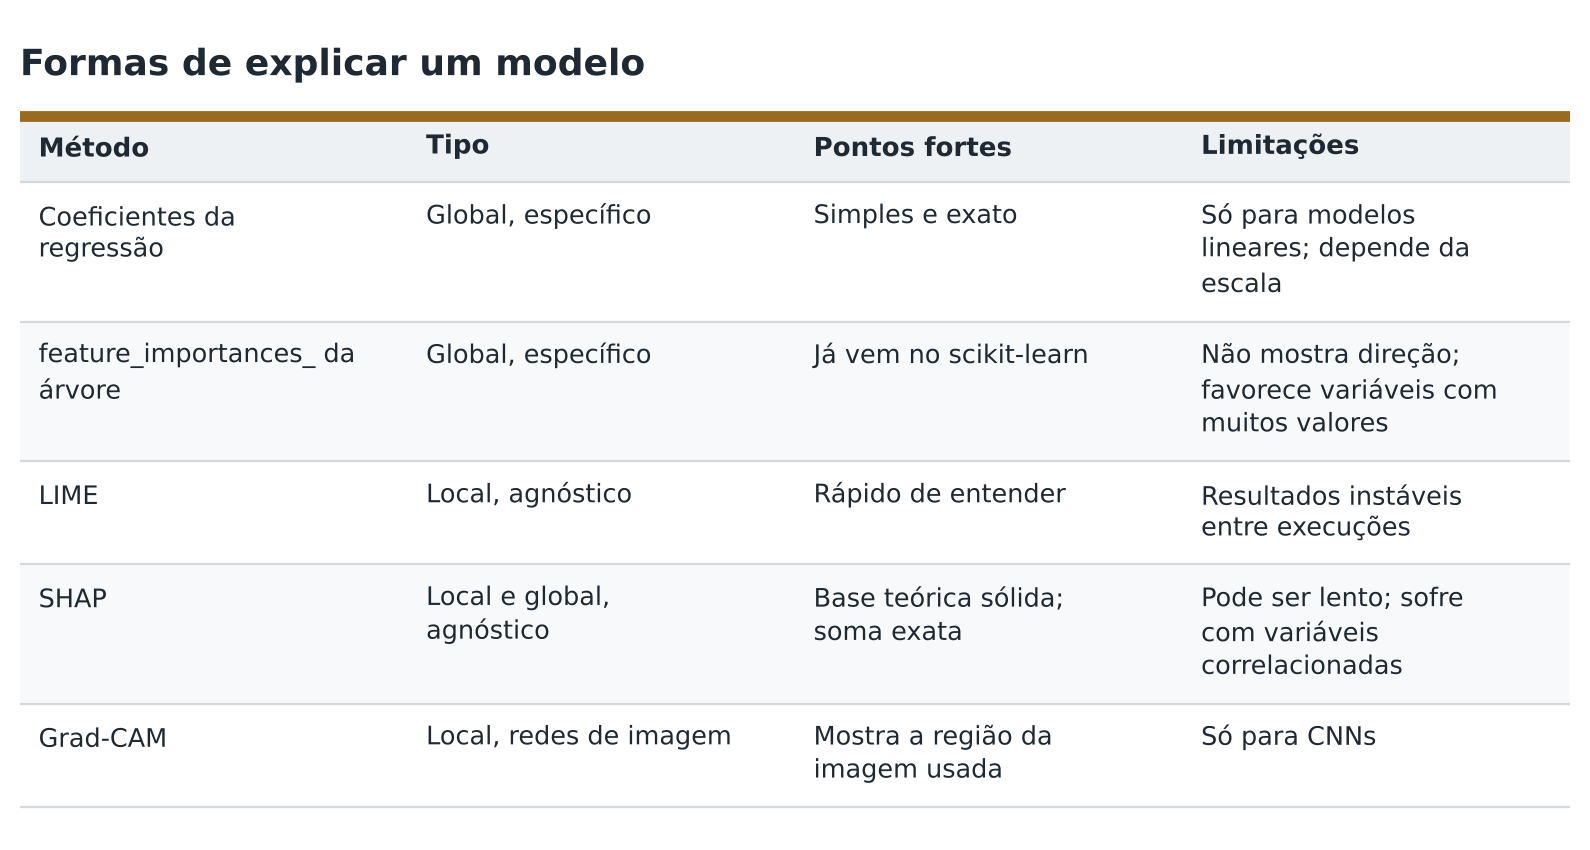 Formas de explicar um modelo
Método Tipo Pontos fortes Limitações
Coeficientes da
regressão
Global, específico
Simples e exato
Só para modelos
lineares; depende da
escala
feature_importances_ da
árvore
Global, específico
Já vem no scikit-learn
Não mostra direção;
favorece variáveis com
muitos valores
LIME
Local, agnóstico
Rápido de entender
Resultados instáveis
entre execuções
SHAP
Local e global,
agnóstico
Base teórica sólida;
soma exata
Pode ser lento; sofre
com variáveis
correlacionadas
Grad-CAM
Local, redes de imagem
Mostra a região da
imagem usada
Só para CNNs